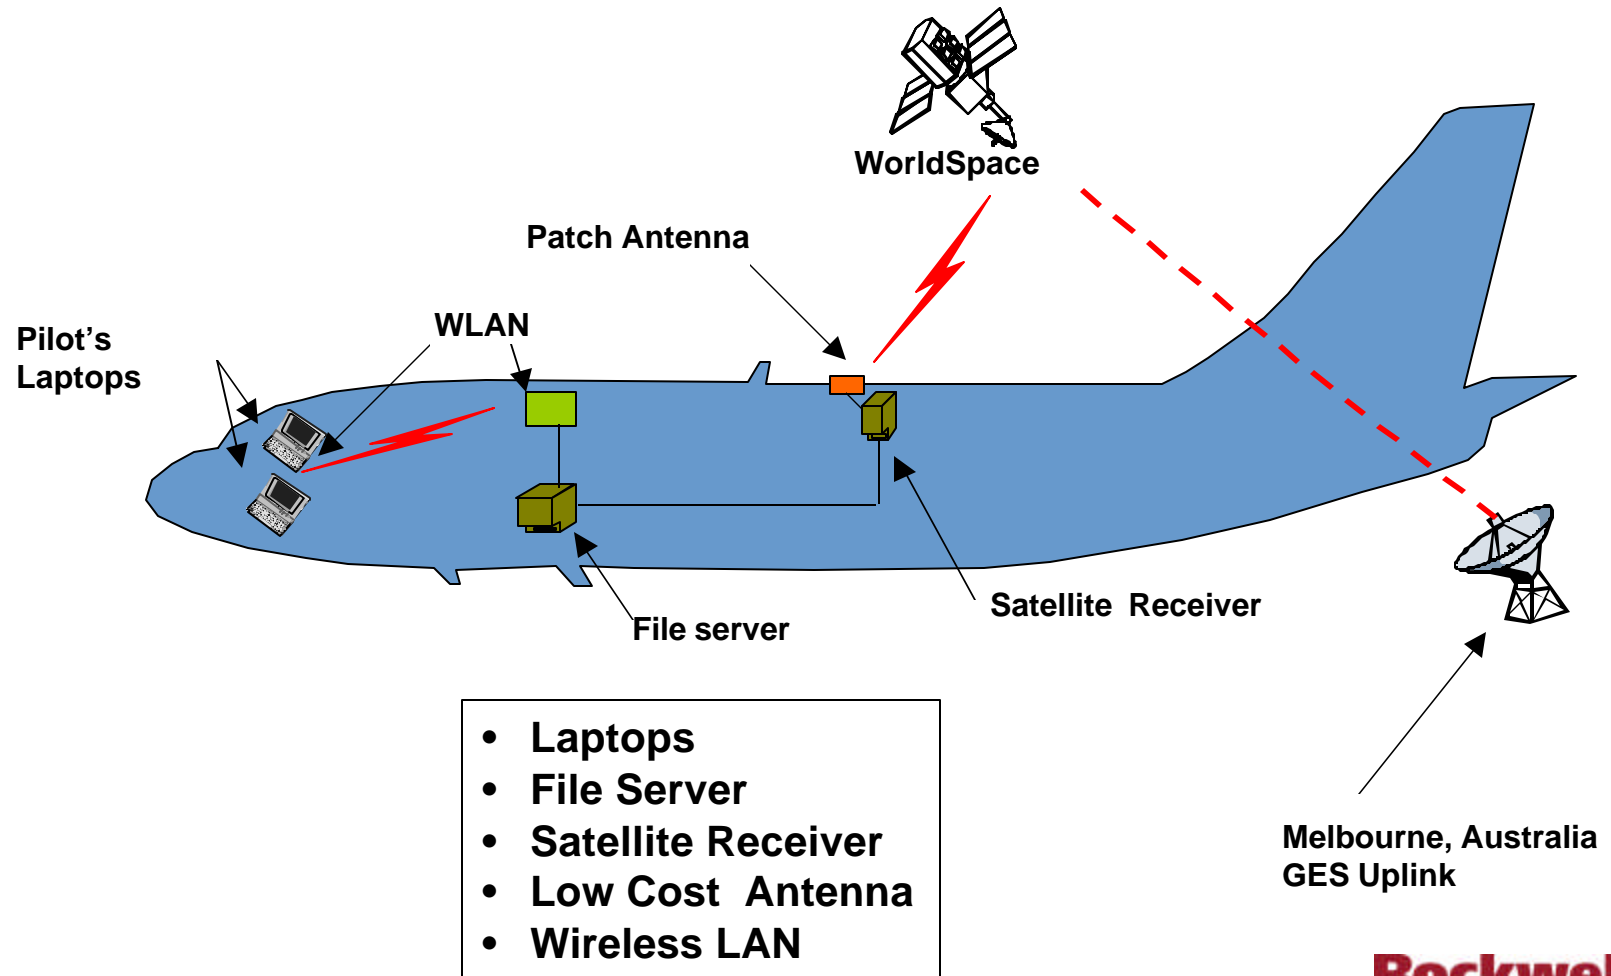 WorldSpace
Patch Antenna
WLAN
Pilot's
Laptops
Satellite Receiver
File server
• Laptops
• File Server
• Satellite Receiver
• Low Cost Antenna
• Wireless LAN
Melbourne, Australia
GES Uplink